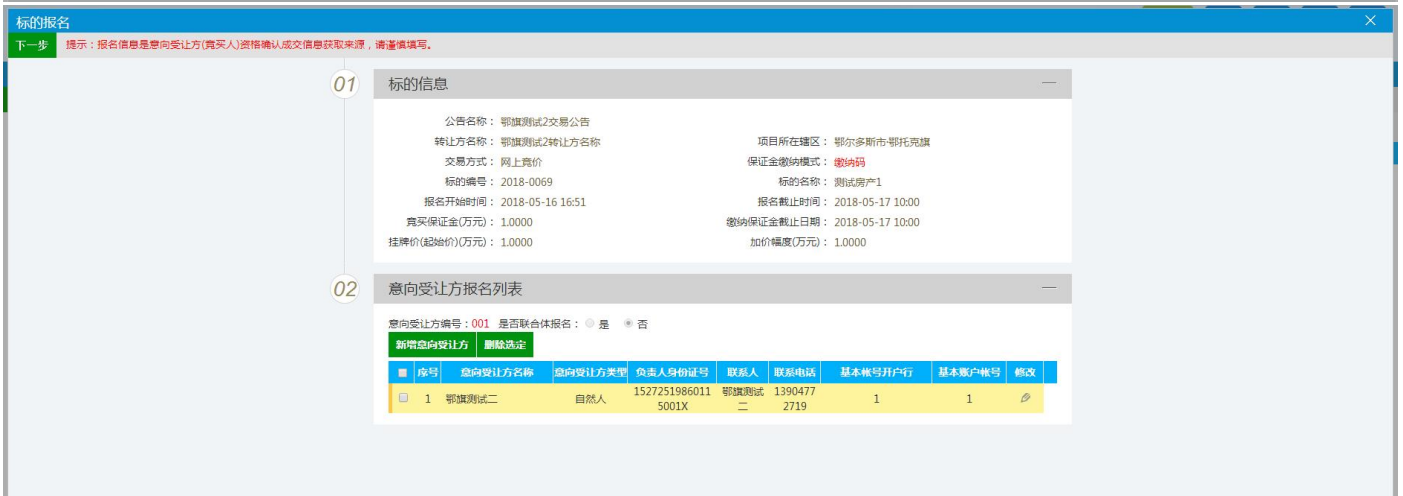 标的报名
下一步 提示：报名信息是意向受让方(竞买人)资格确认成交信息获取来源，请谨慎填写。
01 标的信息
公告名称： 鄂旗测试2交易公告
转让方名称： 鄂旗测试2转让方名称 项目所在辖区： 鄂尔多斯市·鄂托克旗
交易方式： 网上竞价 保证金缴纳模式： 缴纳码
标的编号： 2018-0069 标的名称： 测试房产1
报名开始时间： 2018-05-16 16:51 报名截止时间： 2018-05-17 10:00
竞买保证金(万元)： 1.0000 缴纳保证金截止日期： 2018-05-17 10:00
挂牌价(起始价)(万元)： 1.0000 加价幅度(万元)： 1.0000
02 意向受让方报名列表
意向受让方编号：001 是否联合体报名： 是 否
新增意向受让方 删除选定
序号 意向受让方名称 意向受让方类型 负责人身份证号 联系人 联系电话 基本帐号开户行 基本账户帐号 修改
1 鄂旗测试二 自然人 1527251986011 鄂旗测试 1390477 1 1
5001X 二 2719